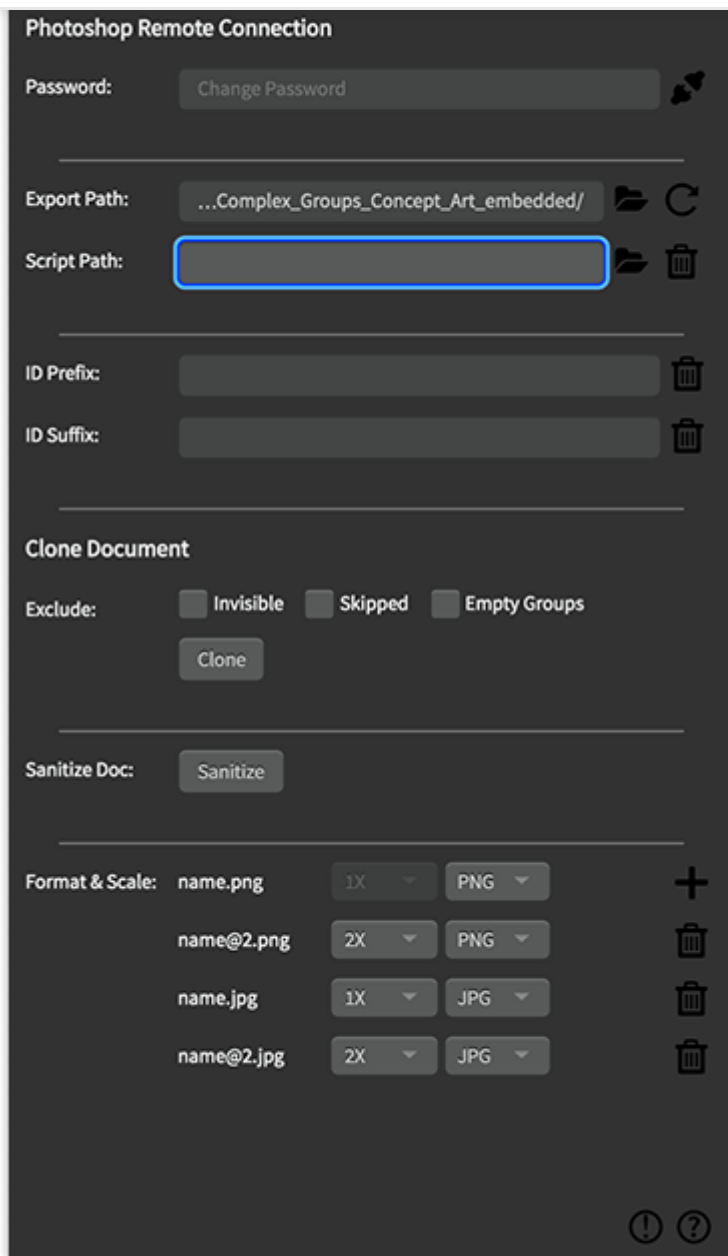 Photoshop Remote Connection
Password: Change Password
Export Path: ...Complex_Groups_Concept_Art_embedded/
Script Path:
ID Prefix:
ID Suffix:
Clone Document
Exclude: Invisible Skipped Empty Groups
Clone
Sanitize Doc: Sanitize
Format & Scale: name.png 1X PNG
name@2.png 2X PNG
name.jpg 1X JPG
name@2.jpg 2X JPG